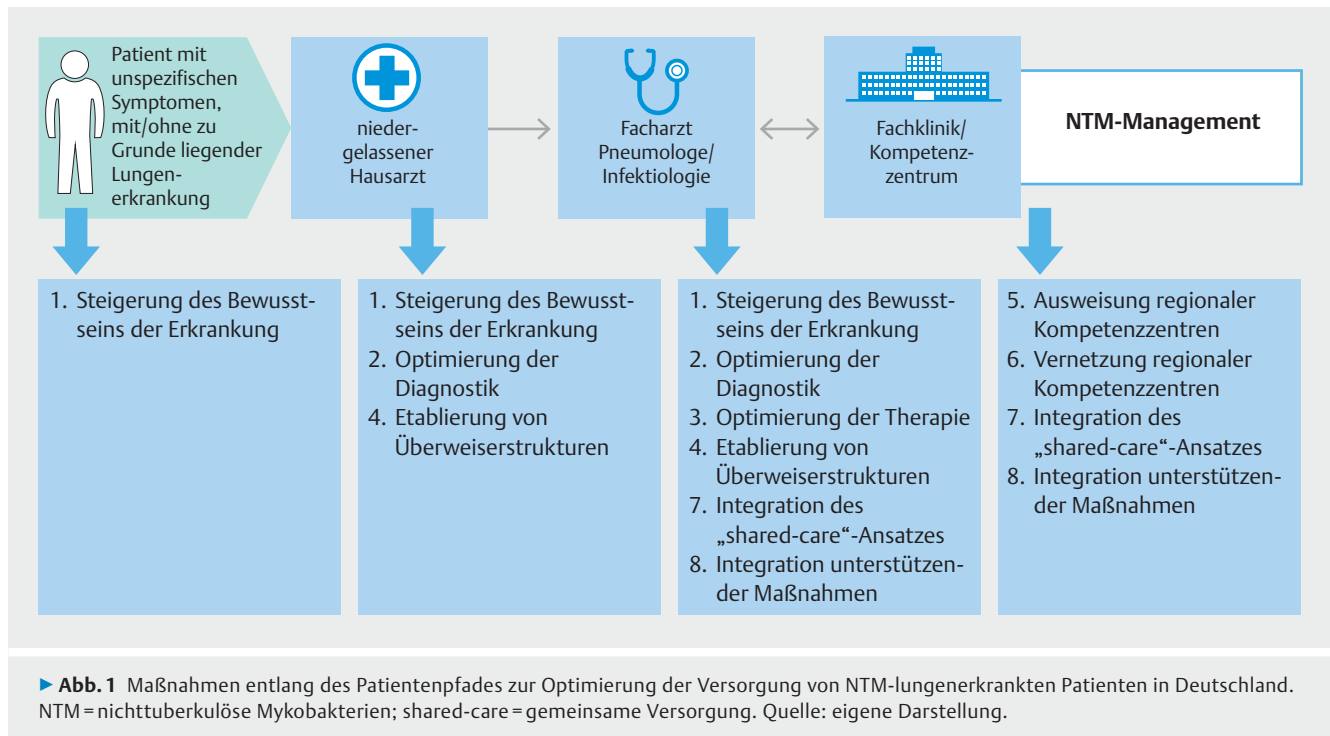 Patient mit
unspezifischen
Symptomen,
mit/ohne zu
Grunde liegender
Lungen-
erkrankung
nieder-
gelassener
Hausarzt
Facharzt
Pneumologe/
Infektiologie
Fachklinik/
Kompetenz-
zentrum
NTM-Management
1. Steigerung des Bewusst-
seins der Erkrankung
1. Steigerung des Bewusst-
seins der Erkrankung
2. Optimierung der
Diagnostik
4. Etablierung von
Überweiserstrukturen
1. Steigerung des Bewusst-
seins der Erkrankung
2. Optimierung der
Diagnostik
3. Optimierung der Therapie
4. Etablierung von
Überweiserstrukturen
7. Integration des
„shared-care“-Ansatzes
8. Integration unterstützen-
der Maßnahmen
5. Ausweisung regionaler
Kompetenzzentren
6. Vernetzung regionaler
Kompetenzzentren
7. Integration des
„shared-care“-Ansatzes
8. Integration unterstützen-
der Maßnahmen
▶ Abb. 1 Maßnahmen entlang des Patientenpfades zur Optimierung der Versorgung von NTM-lungenerkrankten Patienten in Deutschland.
NTM = nichttuberkulöse Mykobakterien; shared-care = gemeinsame Versorgung. Quelle: eigene Darstellung.